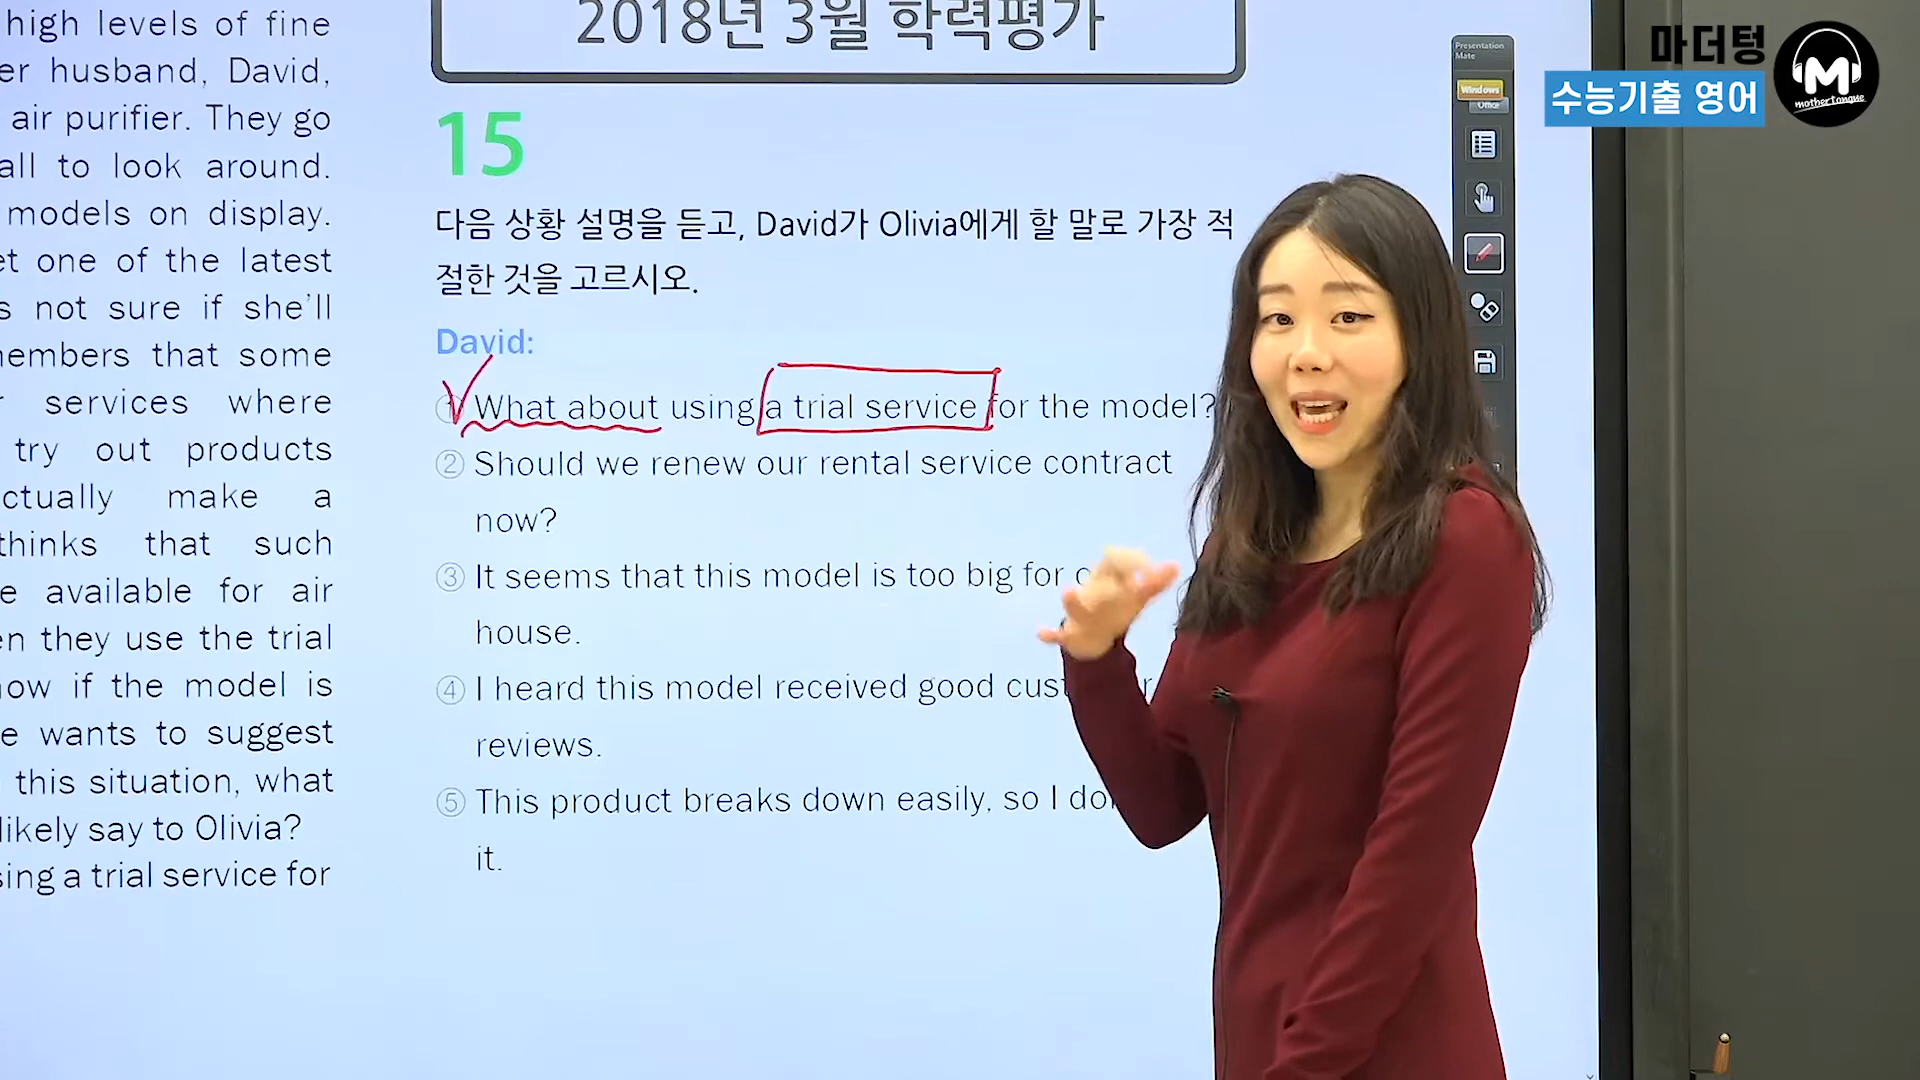 high levels of fine
er husband, David,
air purifier. They go
all to look around.
models on display.
et one of the latest
s not sure if she'll
members that some
services where
try out products
ctually make a
thinks that such
e available for air
en they use the trial
now if the model is
e wants to suggest
this situation, what
likely say to Olivia?
sing a trial service for
2018년 3월 학력평가
15
다음 상황 설명을 듣고, David가 Olivia에게 할 말로 가장 적
절한 것을 고르시오.
David:
① What about using a trial service for the model?
② Should we renew our rental service contract
now?
③ It seems that this model is too big for
house.
④ I heard this model received good
reviews.
⑤ This product breaks down easily, so I
it.
Presentation
Mate
Windows
Office
마더텅
수능기출 영어
M
mothertongue